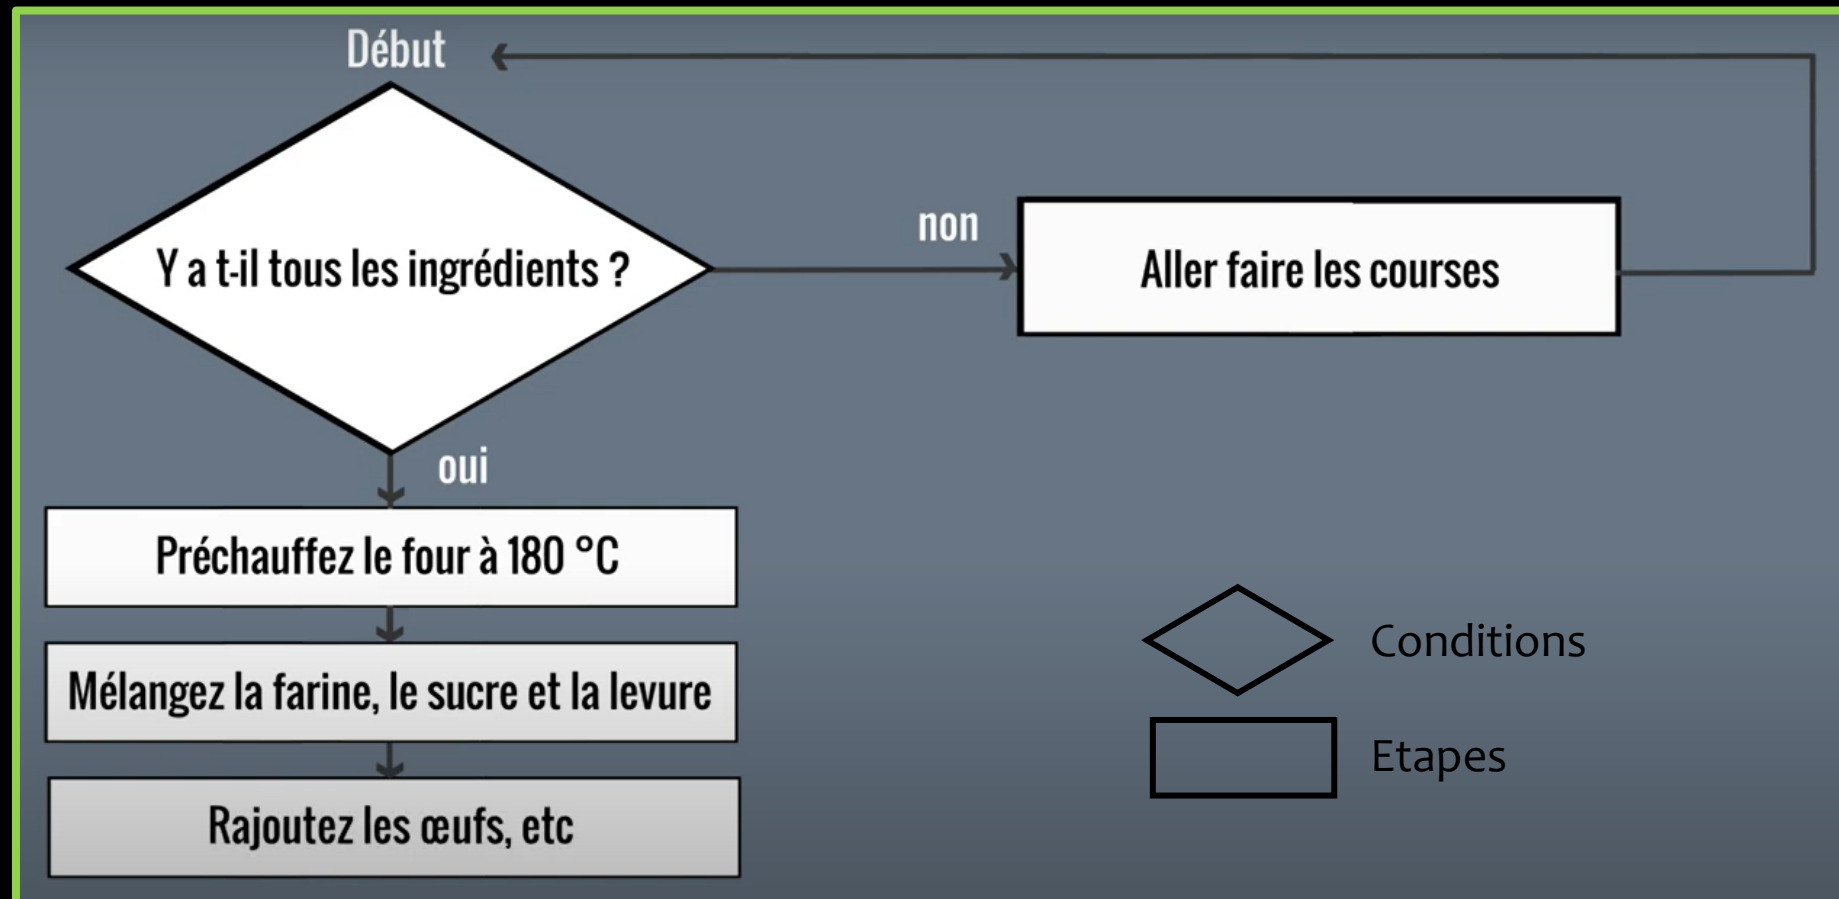 Début
Y a t-il tous les ingrédients ?
non
Aller faire les courses
oui
Préchauffez le four à 180 °C
Mélangez la farine, le sucre et la levure
Rajoutez les œufs, etc
Conditions
Etapes